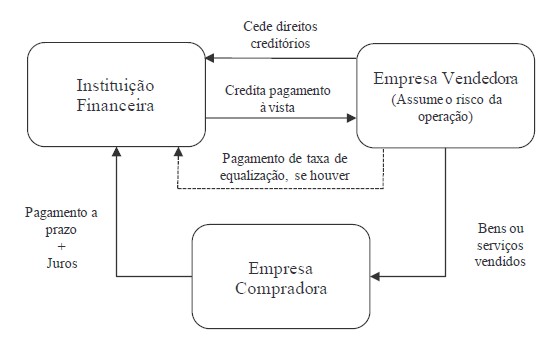 Cede direitos
creditórios
Instituição
Financeira
Credita pagamento
à vista
Empresa Vendedora
(Assume o risco da
operação)
Pagamento de taxa de
equalização, se houver
Pagamento a
prazo
+
Juros
Empresa
Compradora
Bens ou
serviços
vendidos